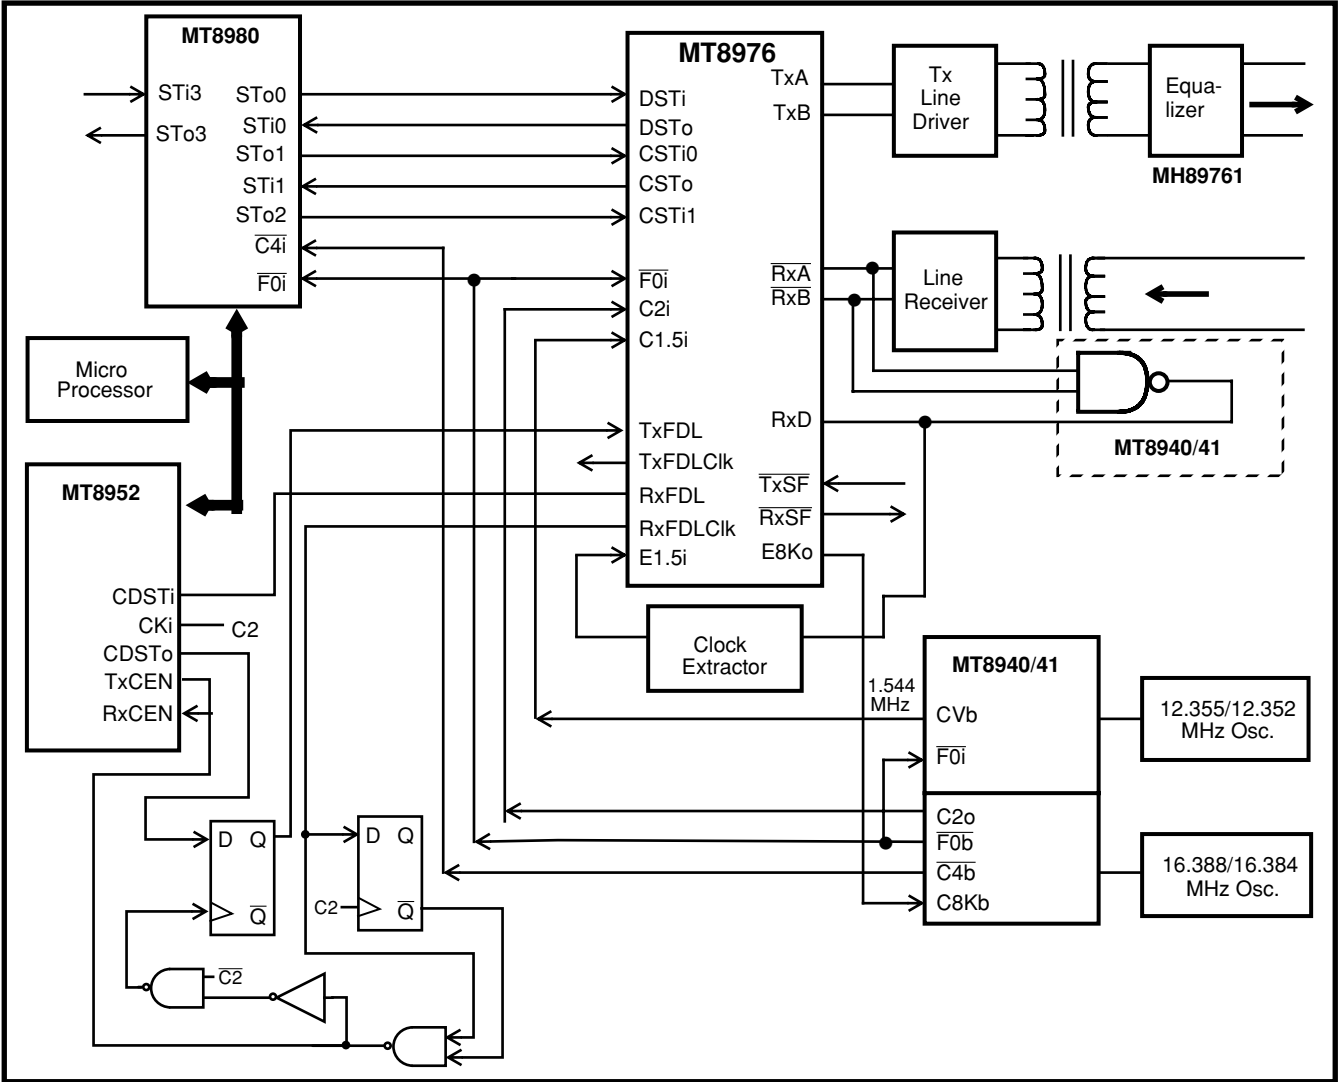 MT8980
STi3
STo3
STo0
STi0
STo1
STi1
STo2
C4i
F0i
Micro
Processor
MT8952
CDSTi
CKi
C2
CDSTo
TxCEN
RxCEN
D Q
Q
D Q
C2
Q
C2
MT8976
DSTi
DSTo
CSTi0
CSTo
CSTi1
F0i
C2i
C1.5i
TxFDL
TxFDLClk
RxFDL
RxFDLClk
E1.5i
TxA
TxB
RxA
RxB
RxD
TxSF
RxSF
E8Ko
Tx
Line
Driver
Equa-
lizer
MH89761
Line
Receiver
MT8940/41
Clock
Extractor
1.544
MHz
MT8940/41
CVb
F0i
C2o
F0b
C4b
C8Kb
12.355/12.352
MHz Osc.
16.388/16.384
MHz Osc.